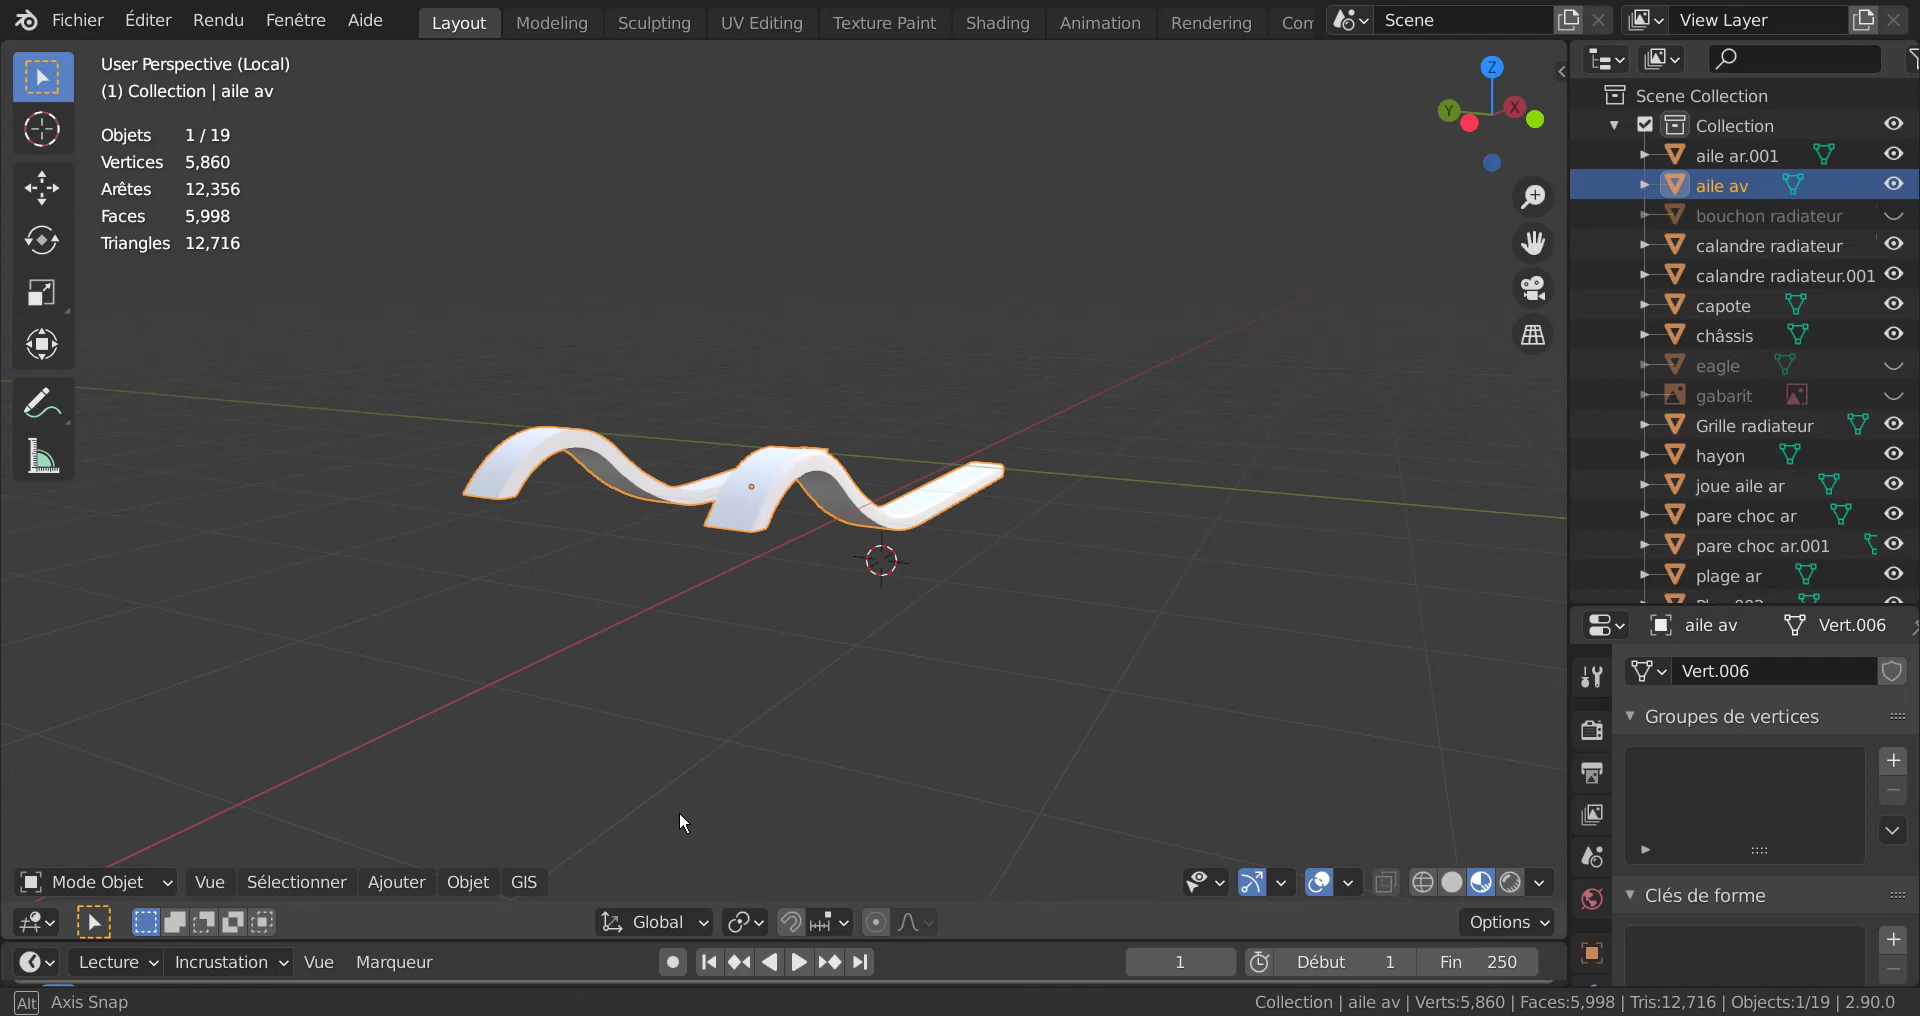 Fichier Éditer Rendu Fenêtre Aide Layout Modeling Sculpting UV Editing Texture Paint Shading Animation Rendering Scene View Layer
User Perspective (Local)
(1) Collection | aile av
Objets 1 / 19
Vertices 5,860
Arêtes 12,356
Faces 5,998
Triangles 12,716
Z
Y
X
Scene Collection
Collection
aile ar.001
aile av
bouchon radiateur
calandre radiateur
calandre radiateur.001
capote
châssis
eagle
gabarit
Grille radiateur
hayon
joue aile ar
pare choc ar
pare choc ar.001
plage ar
aile av Vert.006
Vert.006
Groupes de vertices
Clés de forme
Mode Objet Vue Sélectionner Ajouter Objet GIS
Global Options
Lecture Incrustation Vue Marqueur 1 Début 1 Fin 250
Alt Axis Snap Collection | aile av | Verts:5,860 | Faces:5,998 | Tris:12,716 | Objects:1/19 | 2.90.0